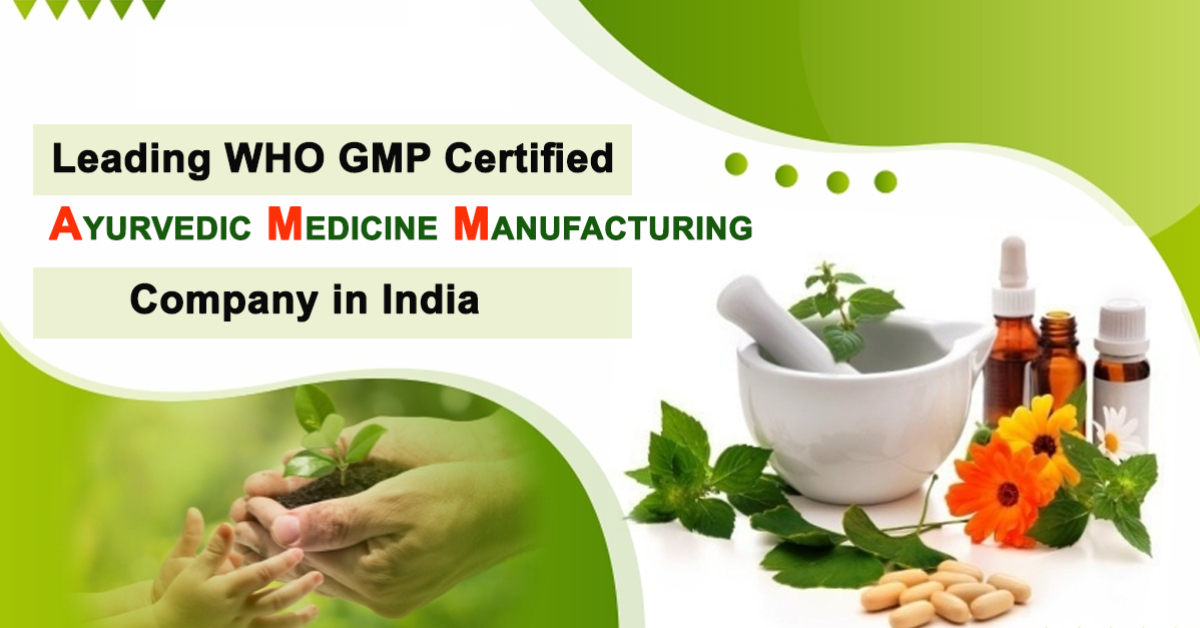 Leading WHO GMP Certified
AYURVEDIC MEDICINE MANUFACTURING
Company in India